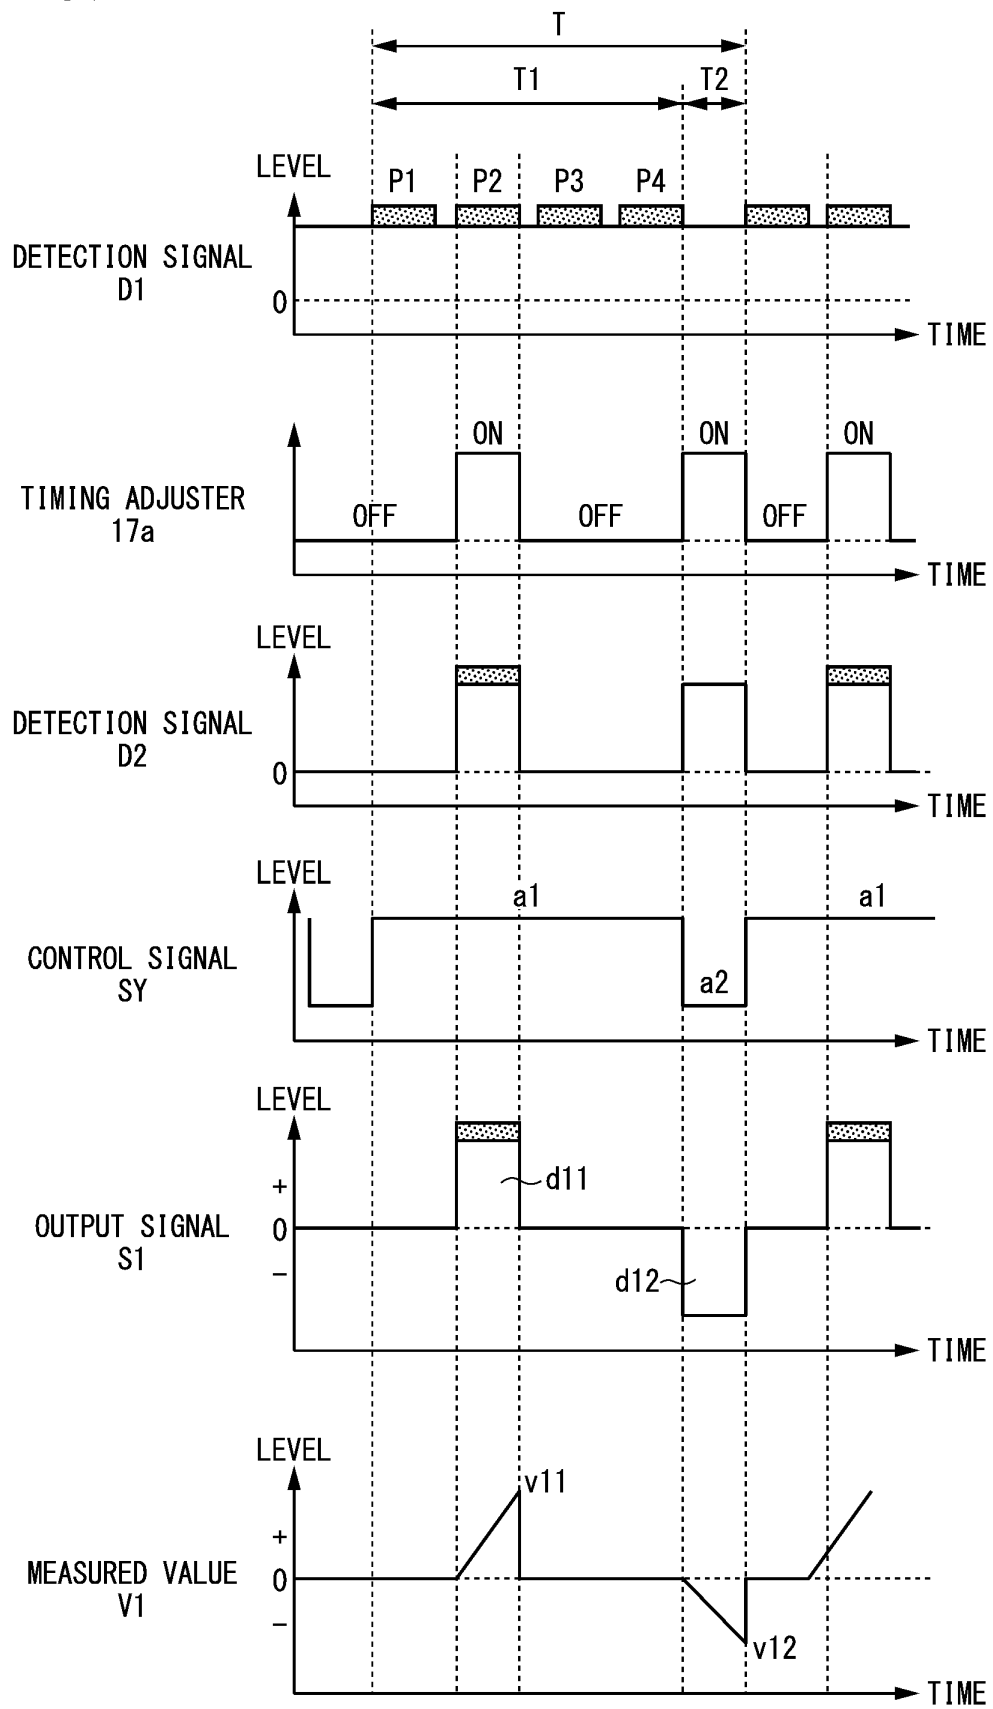 T
T1 T2
LEVEL
P1 P2 P3 P4
DETECTION SIGNAL
D1
0
TIME
ON ON ON
TIMING ADJUSTER
17a
OFF OFF OFF
TIME
LEVEL
DETECTION SIGNAL
D2
0
TIME
LEVEL
a1 a1
CONTROL SIGNAL
SY
a2
TIME
LEVEL
+
d11
OUTPUT SIGNAL
S1
0
−
d12
TIME
LEVEL
v11
+
MEASURED VALUE
V1
0
−
v12
TIME